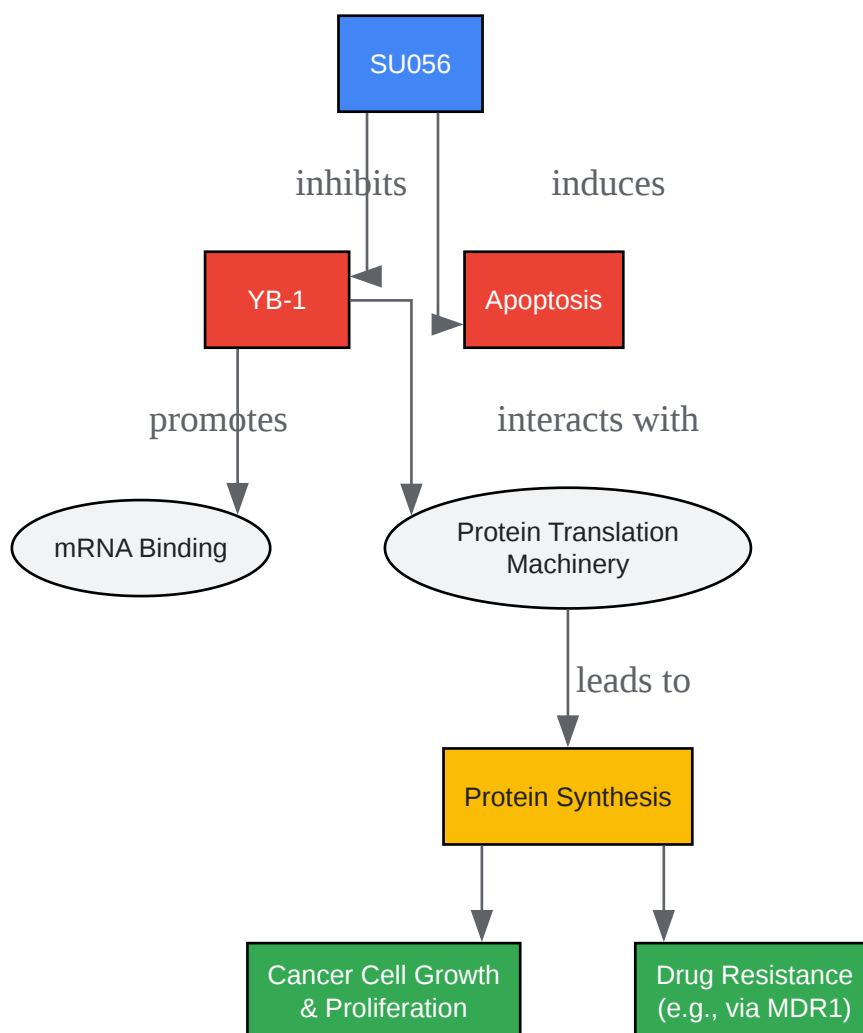 SU056
inhibits
induces
YB-1
Apoptosis
promotes
interacts with
mRNA Binding
Protein Translation
Machinery
leads to
Protein Synthesis
Cancer Cell Growth
& Proliferation
Drug Resistance
(e.g., via MDR1)